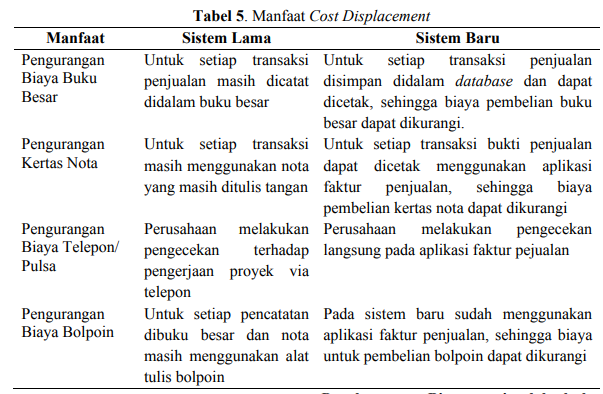 Tabel 5. Manfaat Cost Displacement
Manfaat Sistem Lama Sistem Baru
Pengurangan Untuk setiap transaksi Untuk setiap transaksi penjualan
Biaya Buku penjualan masih dicatat disimpan didalam database dan dapat
Besar didalam buku besar dicetak, sehingga biaya pembelian buku
besar dapat dikurangi.
Pengurangan Untuk setiap transaksi Untuk setiap transaksi bukti penjualan
Kertas Nota masih menggunakan nota dapat dicetak menggunakan aplikasi
yang masih ditulis tangan faktur penjualan, sehingga biaya
pembelian kertas nota dapat dikurangi
Pengurangan Perusahaan melakukan Perusahaan melakukan pengecekan
Biaya Telepon/ pengecekan terhadap langsung pada aplikasi faktur pejualan
Pulsa pengerjaan proyek via
telepon
Pengurangan Untuk setiap pencatatan Pada sistem baru sudah menggunakan
Biaya Bolpoin dibuku besar dan nota aplikasi faktur penjualan, sehingga biaya
masih menggunakan alat untuk pembelian bolpoin dapat dikurangi
tulis bolpoin